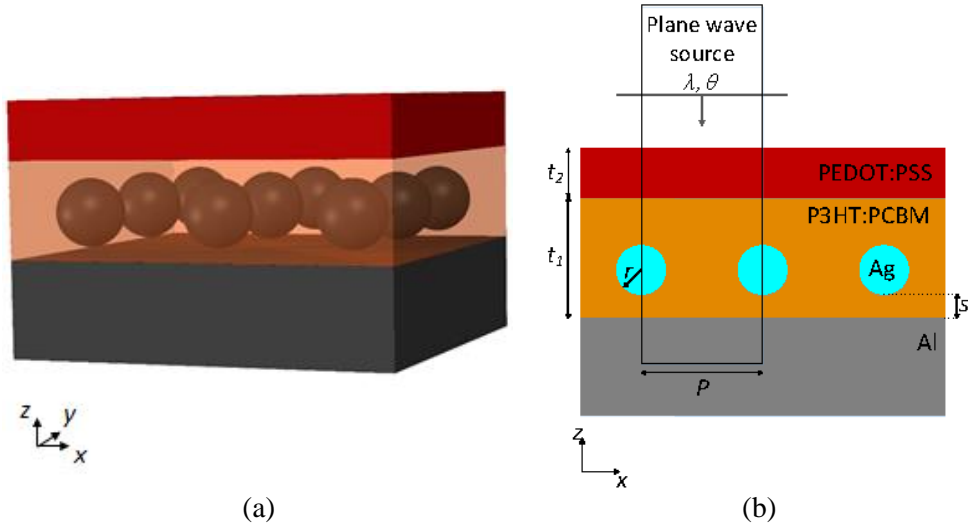 z
y
x
(a)
Plane wave
source
λ, θ
t2
PEDOT:PSS
P3HT:PCBM
t1
r
Ag
s
Al
P
z
x
(b)